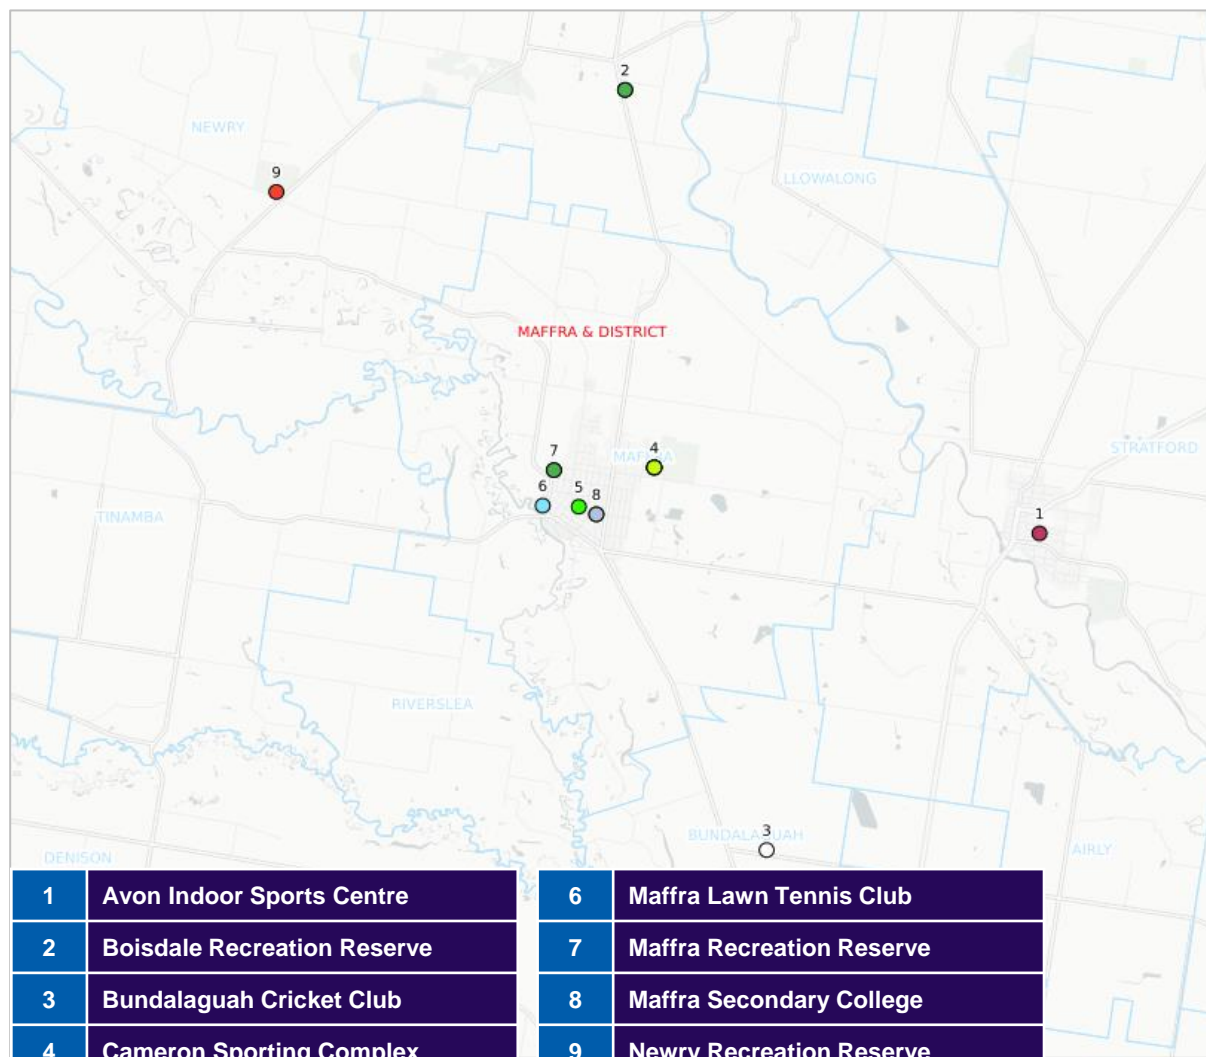 2
NEWRY
9
LLOWALONG
MAFFRA & DISTRICT
7
MAFFRA
4
STRATFORD
6
5
8
TINAMBA
1
RIVERSLEA
3
BUNDALAGUAH
DENISON
AIRLY
1 Avon Indoor Sports Centre
2 Boisdale Recreation Reserve
3 Bundalaguah Cricket Club
4 Cameron Sporting Complex
6 Maffra Lawn Tennis Club
7 Maffra Recreation Reserve
8 Maffra Secondary College
9 Newry Recreation Reserve